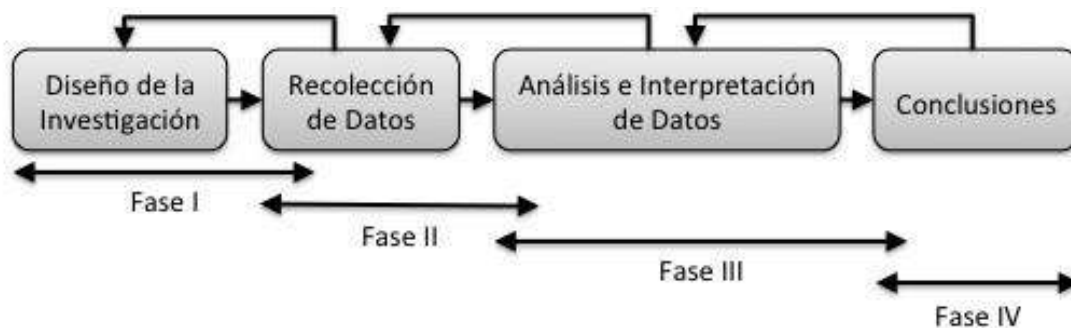 Diseño de la
Investigación
Recolección
de Datos
Análisis e Interpretación
de Datos
Conclusiones
Fase I
Fase II
Fase III
Fase IV